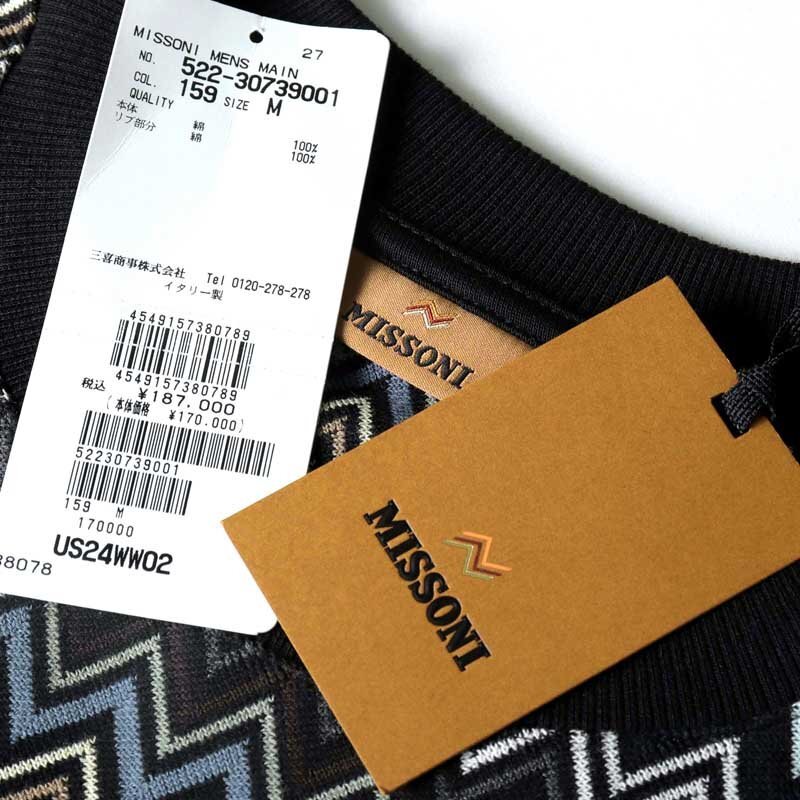 MISSONI MENS MAIN 27
NO. 522-30739001
COL. 159 SIZE M
QUALITY
本体 綿 100%
リブ部分 綿 100%
三喜商事株式会社 Tel 0120-278-278
イタリー製
4549157380789
4549157380789
税込 ¥187.000
(本体価格 ¥170.000)
52230739001
159 M
170000
US24WW02
38078
MISSONI
MISSONI